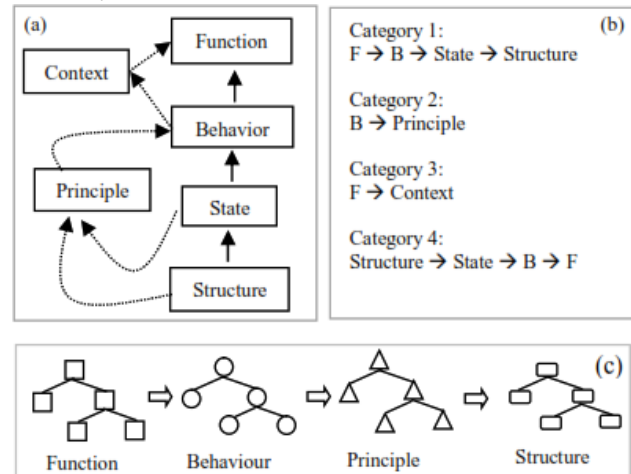 (a)
Function
Context
Behavior
Principle
State
Structure
(b)
Category 1:
F → B → State → Structure
Category 2:
B → Principle
Category 3:
F → Context
Category 4:
Structure → State → B → F
(c)
Function Behaviour Principle Structure